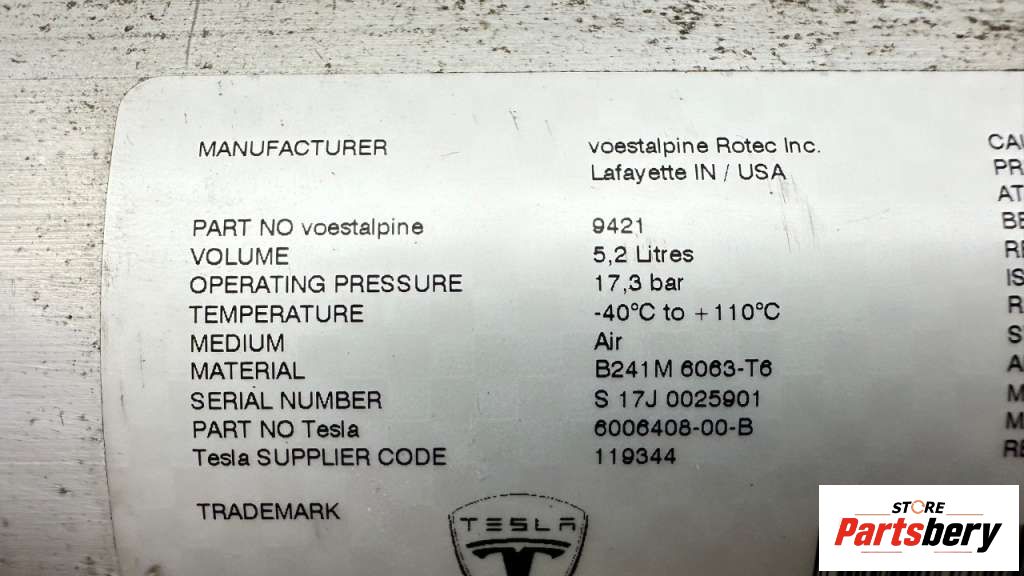 MANUFACTURER voestalpine Rotec Inc.
Lafayette IN / USA
PART NO voestalpine 9421
VOLUME 5,2 Litres
OPERATING PRESSURE 17,3 bar
TEMPERATURE -40°C to +110°C
MEDIUM Air
MATERIAL B241M 6063-T6
SERIAL NUMBER S 17J 0025901
PART NO Tesla 6006408-00-B
Tesla SUPPLIER CODE 119344
TRADEMARK
TESLA
STORE
Partsbery